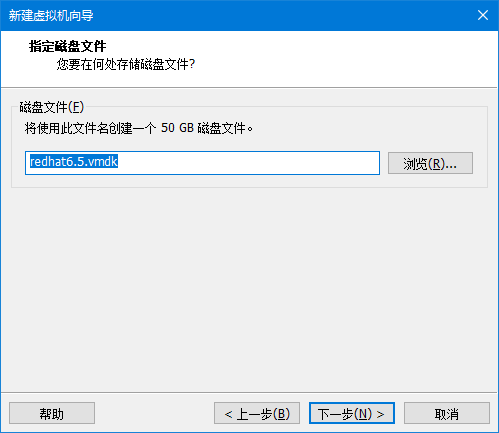 新建虚拟机向导
指定磁盘文件
您要在何处存储磁盘文件?
磁盘文件(F)
将使用此文件名创建一个 50 GB 磁盘文件。
redhat6.5.vmdk
浏览(R)...
帮助
< 上一步(B)
下一步(N) >
取消